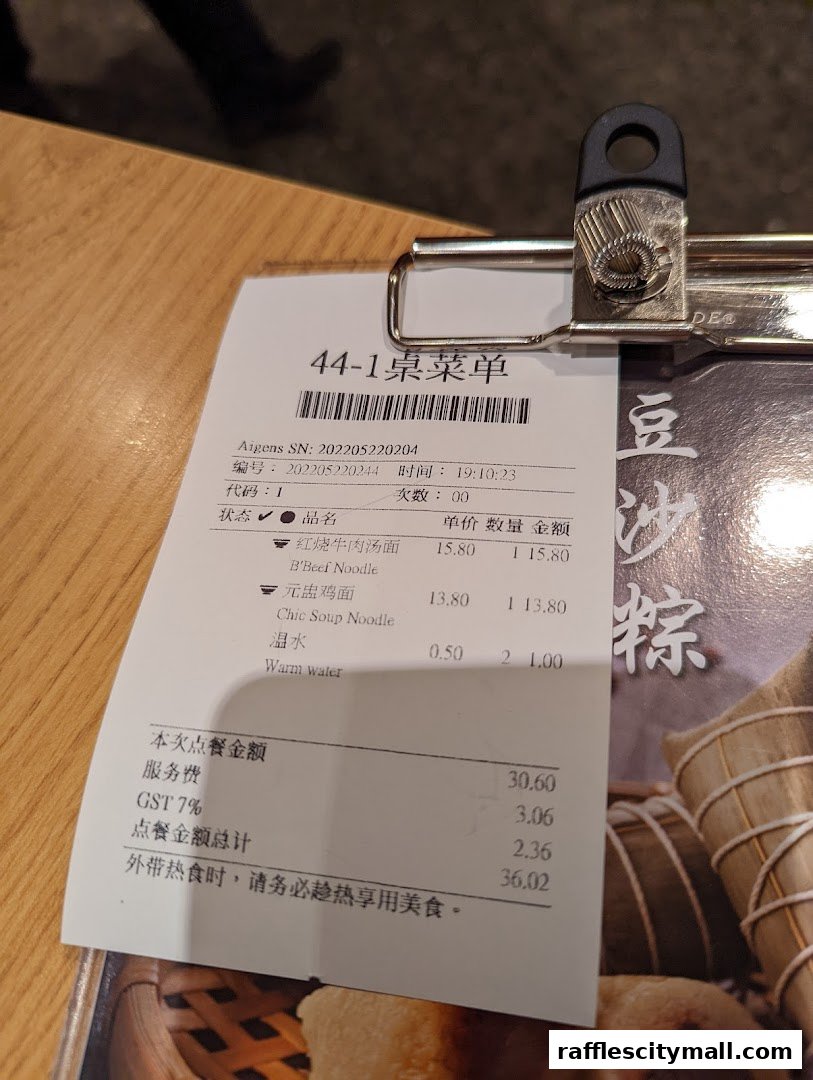 DE®
44-1桌菜单
Aigens SN: 202205220204
编号： 202205220244 时间： 19:10:23
代码：1 次数： 00
状态 ✔ ● 品名 单价 数量 金额
红烧牛肉汤面 15.80 1 15.80
B'Beef Noodle
元盅鸡面 13.80 1 13.80
Chic Soup Noodle
温水 0.50 2 1.00
Warm water
本次点餐金额 30.60
服务费 3.06
GST 7% 2.36
点餐金额总计 36.02
外带热食时，请务必趁热享用美食。
豆沙粽
rafflescitymall.com